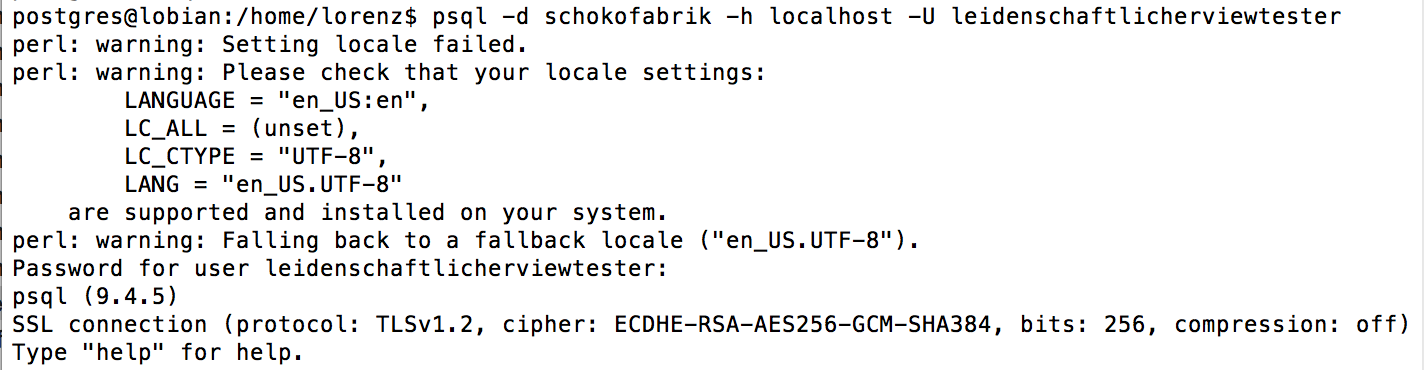 postgres@lobian:/home/lorenz$ psql -d schokofabrik -h localhost -U leidenschaftlicherviewtester
perl: warning: Setting locale failed.
perl: warning: Please check that your locale settings:
        LANGUAGE = "en_US:en",
        LC_ALL = (unset),
        LC_CTYPE = "UTF-8",
        LANG = "en_US.UTF-8"
    are supported and installed on your system.
perl: warning: Falling back to a fallback locale ("en_US.UTF-8").
Password for user leidenschaftlicherviewtester:
psql (9.4.5)
SSL connection (protocol: TLSv1.2, cipher: ECDHE-RSA-AES256-GCM-SHA384, bits: 256, compression: off)
Type "help" for help.